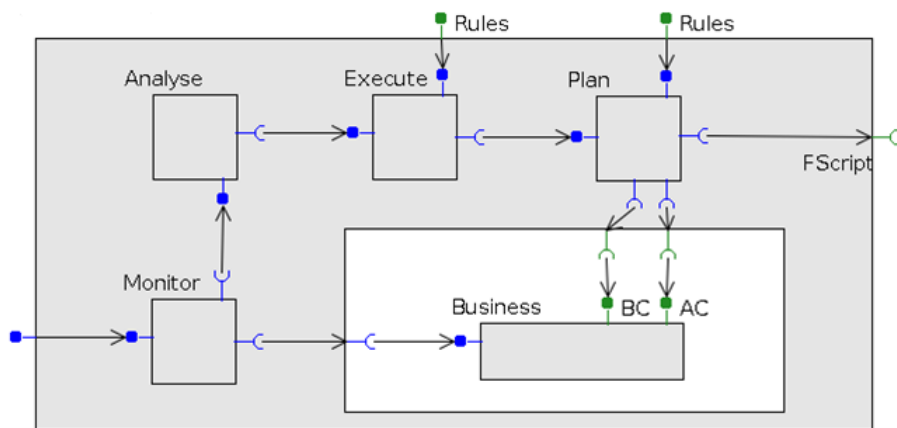 Rules
Rules
Analyse
Execute
Plan
FScript
Monitor
Business
BC
AC